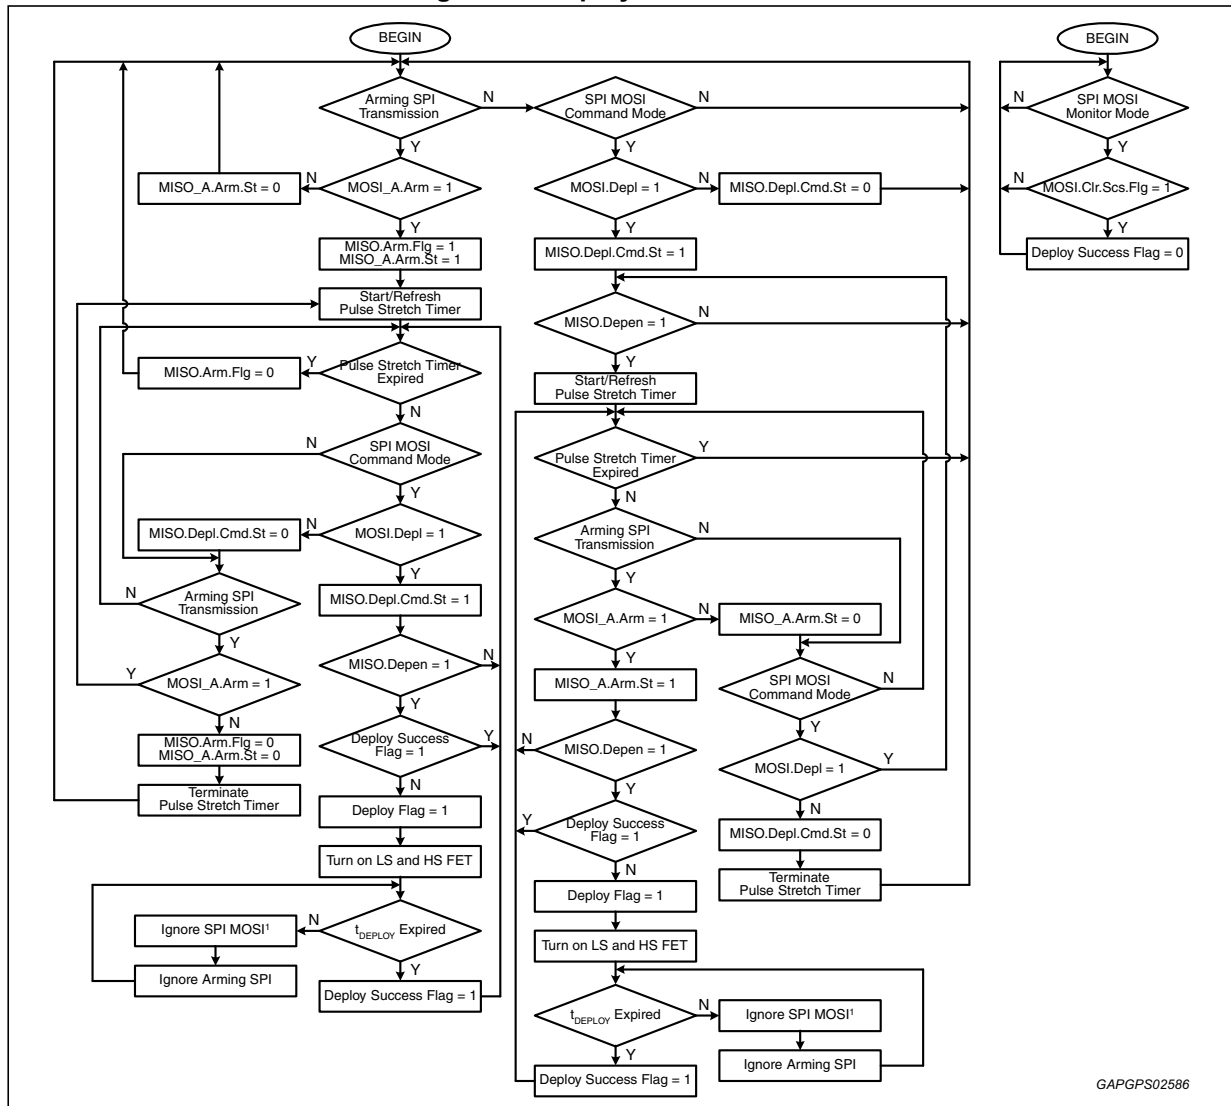 BEGIN
Arming SPI
Transmission
N
Y
MOSI_A.Arm = 1
N
MISO_A.Arm.St = 0
Y
MISO.Arm.Flg = 1
MISO_A.Arm.St = 1
Start/Refresh
Pulse Stretch Timer
Pulse Stretch Timer
Expired
Y
MISO.Arm.Flg = 0
N
SPI MOSI
Command Mode
N
Y
MOSI.Depl = 1
N
MISO.Depl.Cmd.St = 0
Arming SPI
Transmission
N
Y
MOSI_A.Arm = 1
Y
N
MISO.Arm.Flg = 0
MISO_A.Arm.St = 0
Terminate
Pulse Stretch Timer
Y
MISO.Depl.Cmd.St = 1
MISO.Depen = 1
N
Y
Deploy Success
Flag = 1
Y
N
Deploy Flag = 1
Turn on LS and HS FET
tDEPLOY Expired
N
Ignore SPI MOSI¹
Ignore Arming SPI
Y
Deploy Success Flag = 1
SPI MOSI
Command Mode
N
Y
MOSI.Depl = 1
N
MISO.Depl.Cmd.St = 0
Y
MISO.Depl.Cmd.St = 1
MISO.Depen = 1
N
Y
Start/Refresh
Pulse Stretch Timer
Pulse Stretch Timer
Expired
Y
N
Arming SPI
Transmission
N
Y
MOSI_A.Arm = 1
N
MISO_A.Arm.St = 0
Y
MISO_A.Arm.St = 1
SPI MOSI
Command Mode
N
Y
MOSI.Depl = 1
Y
N
MISO.Depl.Cmd.St = 0
Terminate
Pulse Stretch Timer
MISO.Depen = 1
N
Y
Deploy Success
Flag = 1
Y
N
Deploy Flag = 1
Turn on LS and HS FET
tDEPLOY Expired
N
Ignore SPI MOSI¹
Ignore Arming SPI
Y
Deploy Success Flag = 1
BEGIN
SPI MOSI
Monitor Mode
N
Y
MOSI.Clr.Scs.Flg = 1
N
Y
Deploy Success Flag = 0
GAPGPS02586